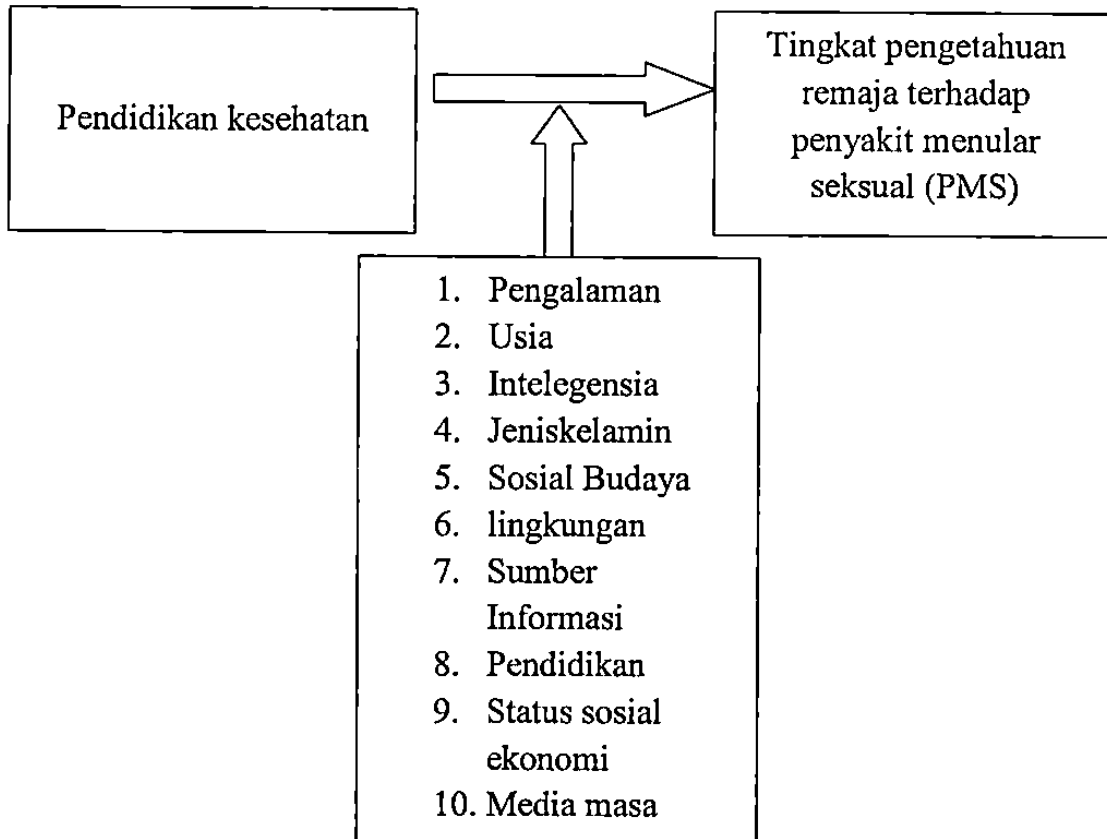 Pendidikan kesehatan
Tingkat pengetahuan
remaja terhadap
penyakit menular
seksual (PMS)
1. Pengalaman
2. Usia
3. Intelegensia
4. Jeniskelamin
5. Sosial Budaya
6. lingkungan
7. Sumber
Informasi
8. Pendidikan
9. Status sosial
ekonomi
10. Media masa